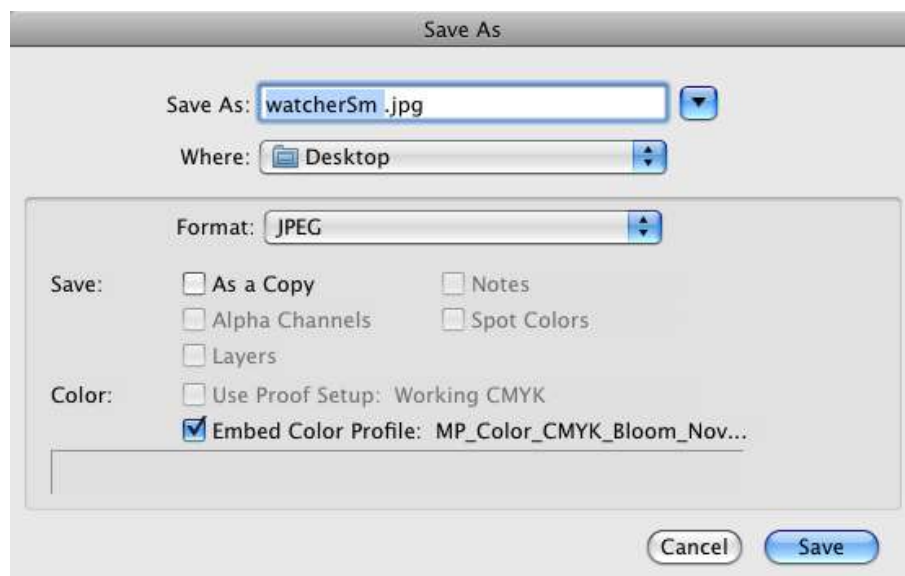 Save As
Save As: watcherSm .jpg
Where: Desktop
Format: JPEG
Save: As a Copy Notes
Alpha Channels Spot Colors
Layers
Color: Use Proof Setup: Working CMYK
Embed Color Profile: MP_Color_CMYK_Bloom_Nov...
Cancel Save